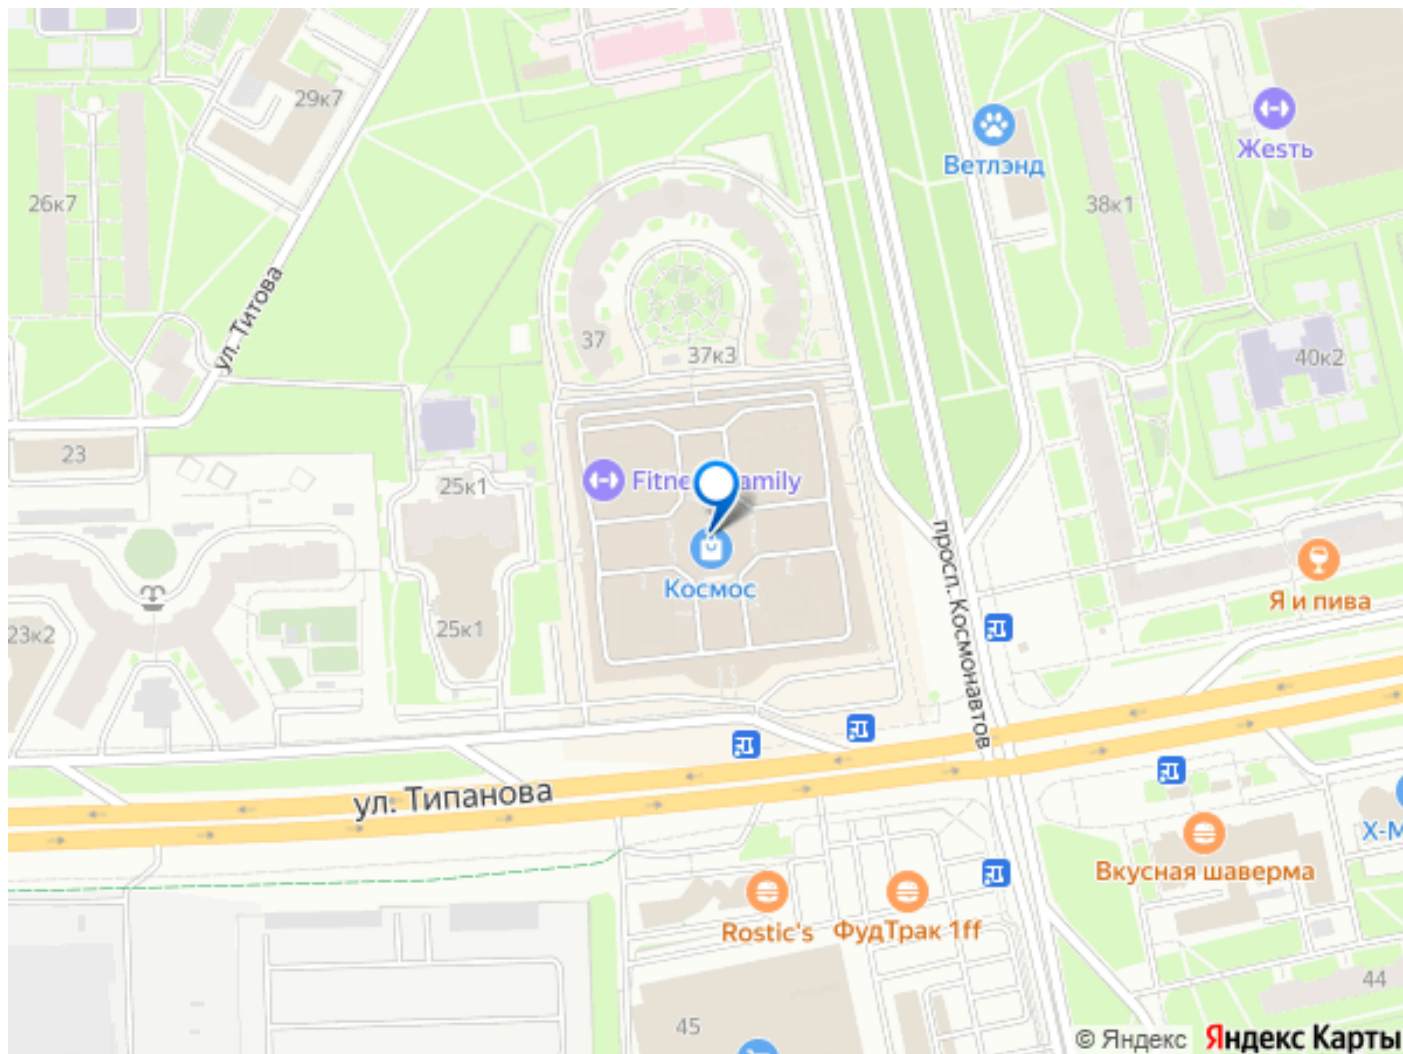 29к7
Жеsть
Ветлэнд
26к7
38к1
ул. Титова
37
37к3
40к2
23
25к1
Fitne
amily
Космос
просп. Космонавтов
Я и пива
25к1
23к2
ул. Типанова
Х-М
Вкусная шаверма
Rostic's
ФудТрак 1ff
44
45
© Яндекс
Яндекс Карты